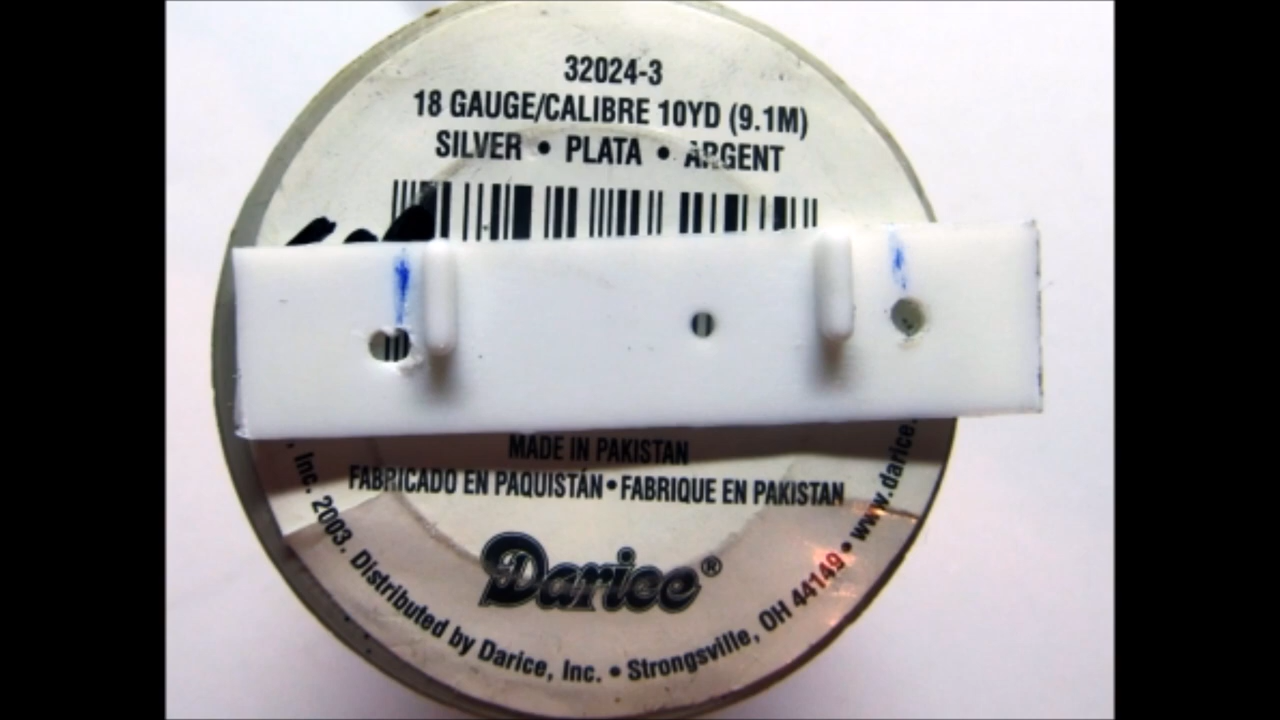 32024-3
18 GAUGE/CALIBRE 10YD (9.1M)
SILVER • PLATA • ARGENT
MADE IN PAKISTAN
FABRICADO EN PAQUISTÁN • FABRIQUE EN PAKISTAN
Darice®
, Inc. 2003. Distributed by Darice, Inc. • Strongsville, OH 44149 • www.darice.